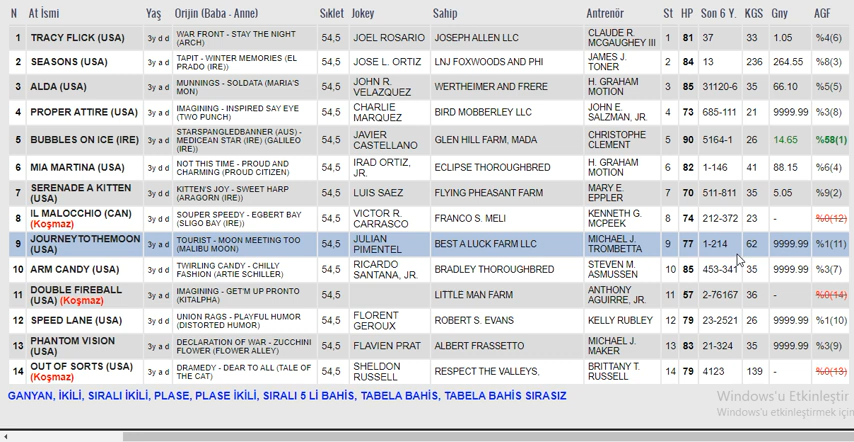 N At İsmi Yaş Orijin (Baba - Anne) Sıklet Jokey Sahip Antrenör St HP Son 6 Y. KGS Gny AGF
1 TRACY FLICK (USA) 3y d d WAR FRONT - STAY THE NIGHT (ARCH) 54,5 JOEL ROSARIO JOSEPH ALLEN LLC CLAUDE R. MCGAUGHEY III 1 81 37 33 1.05 %4(6)
2 SEASONS (USA) 3y d d TAPIT - WINTER MEMORIES (EL PRADO (IRE)) 54,5 JOSE L. ORTIZ LNJ FOXWOODS AND PHI JAMES J. TONER 2 84 13 236 264.55 %8(3)
3 ALDA (USA) 3y a d MUNNINGS - SOLDATA (MARIA'S MON) 54,5 JOHN R. VELAZQUEZ WERTHEIMER AND FRERE H. GRAHAM MOTION 3 85 31120-6 35 66.10 %5(5)
4 PROPER ATTIRE (USA) 3y a d IMAGINING - INSPIRED SAY EYE (TWO PUNCH) 54,5 CHARLIE MARQUEZ BIRD MOBBERLEY LLC JOHN E. SALZMAN, JR. 4 73 685-111 21 9999.99 %3(8)
5 BUBBLES ON ICE (IRE) 3y a d STARSPANGLEDBANNER (AUS) - MEDICEAN STAR (IRE) (GALILEO (IRE)) 54,5 JAVIER CASTELLANO GLEN HILL FARM, MADA CHRISTOPHE CLEMENT 5 90 5164-1 26 14.65 %58(1)
6 MIA MARTINA (USA) 3y d d NOT THIS TIME - PROUD AND CHARMING (PROUD CITIZEN) 54,5 IRAD ORTIZ, JR. ECLIPSE THOROUGHBRED H. GRAHAM MOTION 6 82 1-146 41 88.15 %6(4)
7 SERENADE A KITTEN (USA) 3y d d KITTEN'S JOY - SWEET HARP (ARAGORN (IRE)) 54,5 LUIS SAEZ FLYING PHEASANT FARM MARY E. EPPLER 7 70 511-811 35 5.05 %9(2)
8 IL MALOCCHIO (CAN) (Koşmaz) 3y d d SOUPER SPEEDY - EGBERT BAY (SLIGO BAY (IRE)) 54,5 VICTOR R. CARRASCO FRANCO S. MELI KENNETH G. MCPEEK 8 74 212-372 23 - %0(12)
9 JOURNEYTOTHEMOON (USA) 3y a d TOURIST - MOON MEETING TOO (MALIBU MOON) 54,5 JULIAN PIMENTEL BEST A LUCK FARM LLC MICHAEL J. TROMBETTA 9 77 1-214 62 9999.99 %1(11)
10 ARM CANDY (USA) 3y a d TWIRLING CANDY - CHILLY FASHION (ARTIE SCHILLER) 54,5 RICARDO SANTANA, JR. BRADLEY THOROUGHBRED STEVEN M. ASMUSSEN 10 85 453-341 35 9999.99 %3(7)
11 DOUBLE FIREBALL (USA) (Koşmaz) 3y a d IMAGINING - GET'M UP PRONTO (KITALPHA) 54,5 LITTLE MAN FARM ANTHONY AGUIRRE, JR. 11 57 2-76167 36 - %0(14)
12 SPEED LANE (USA) 3y d d UNION RAGS - PLAYFUL HUMOR (DISTORTED HUMOR) 54,5 FLORENT GEROUX ROBERT S. EVANS KELLY RUBLEY 12 79 23-2521 26 9999.99 %1(10)
13 PHANTOM VISION (USA) 3y a d DECLARATION OF WAR - ZUCCHINI FLOWER (FLOWER ALLEY) 54,5 FLAVIEN PRAT ALBERT FRASSETTO MICHAEL J. MAKER 13 83 21-324 35 9999.99 %3(9)
14 OUT OF SORTS (USA) (Koşmaz) 3y a d DRAMEDY - DEAR TO ALL (TALE OF THE CAT) 54,5 SHELDON RUSSELL RESPECT THE VALLEYS, BRITTANY T. RUSSELL 14 79 4123 139 - %0(13)
GANYAN, İKİLİ, SIRALI İKİLİ, PLASE, PLASE İKİLİ, SIRALI 5 Lİ BAHİS, TABELA BAHİS, TABELA BAHİS SIRASIZ
Windows'u Etkinleştir
Windows'u etkinleştirmek için